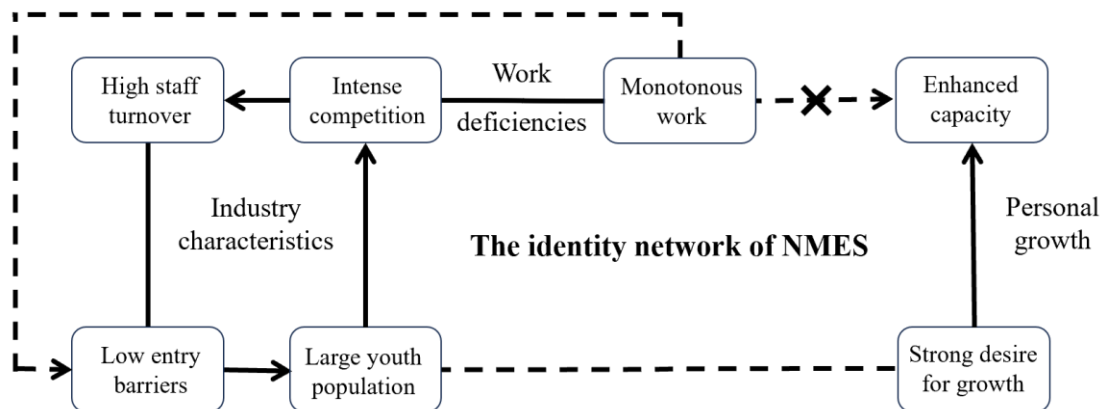 High staff
turnover
Intense
competition
Work
deficiencies
Monotonous
work
Enhanced
capacity
Industry
characteristics
The identity network of NMES
Personal
growth
Low entry
barriers
Large youth
population
Strong desire
for growth